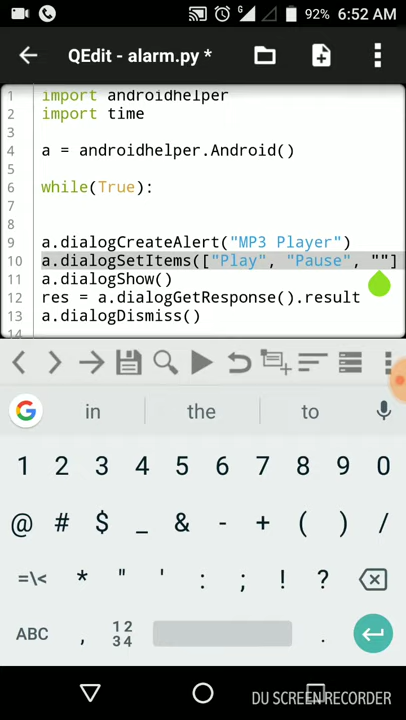 G 92% 6:52 AM
QEdit - alarm.py *
1 import androidhelper
2 import time
3
4 a = androidhelper.Android()
5
6 while(True):
7
8
9 a.dialogCreateAlert("MP3 Player")
10 a.dialogSetItems(["Play", "Pause", ""]
11 a.dialogShow()
12 res = a.dialogGetResponse().result
13 a.dialogDismiss()
14
G in the to
1 2 3 4 5 6 7 8 9 0
@ # $ _ & - + ( ) /
=\< * " ' : ; ! ?
ABC , 12 34 .
DU SCREEN RECORDER